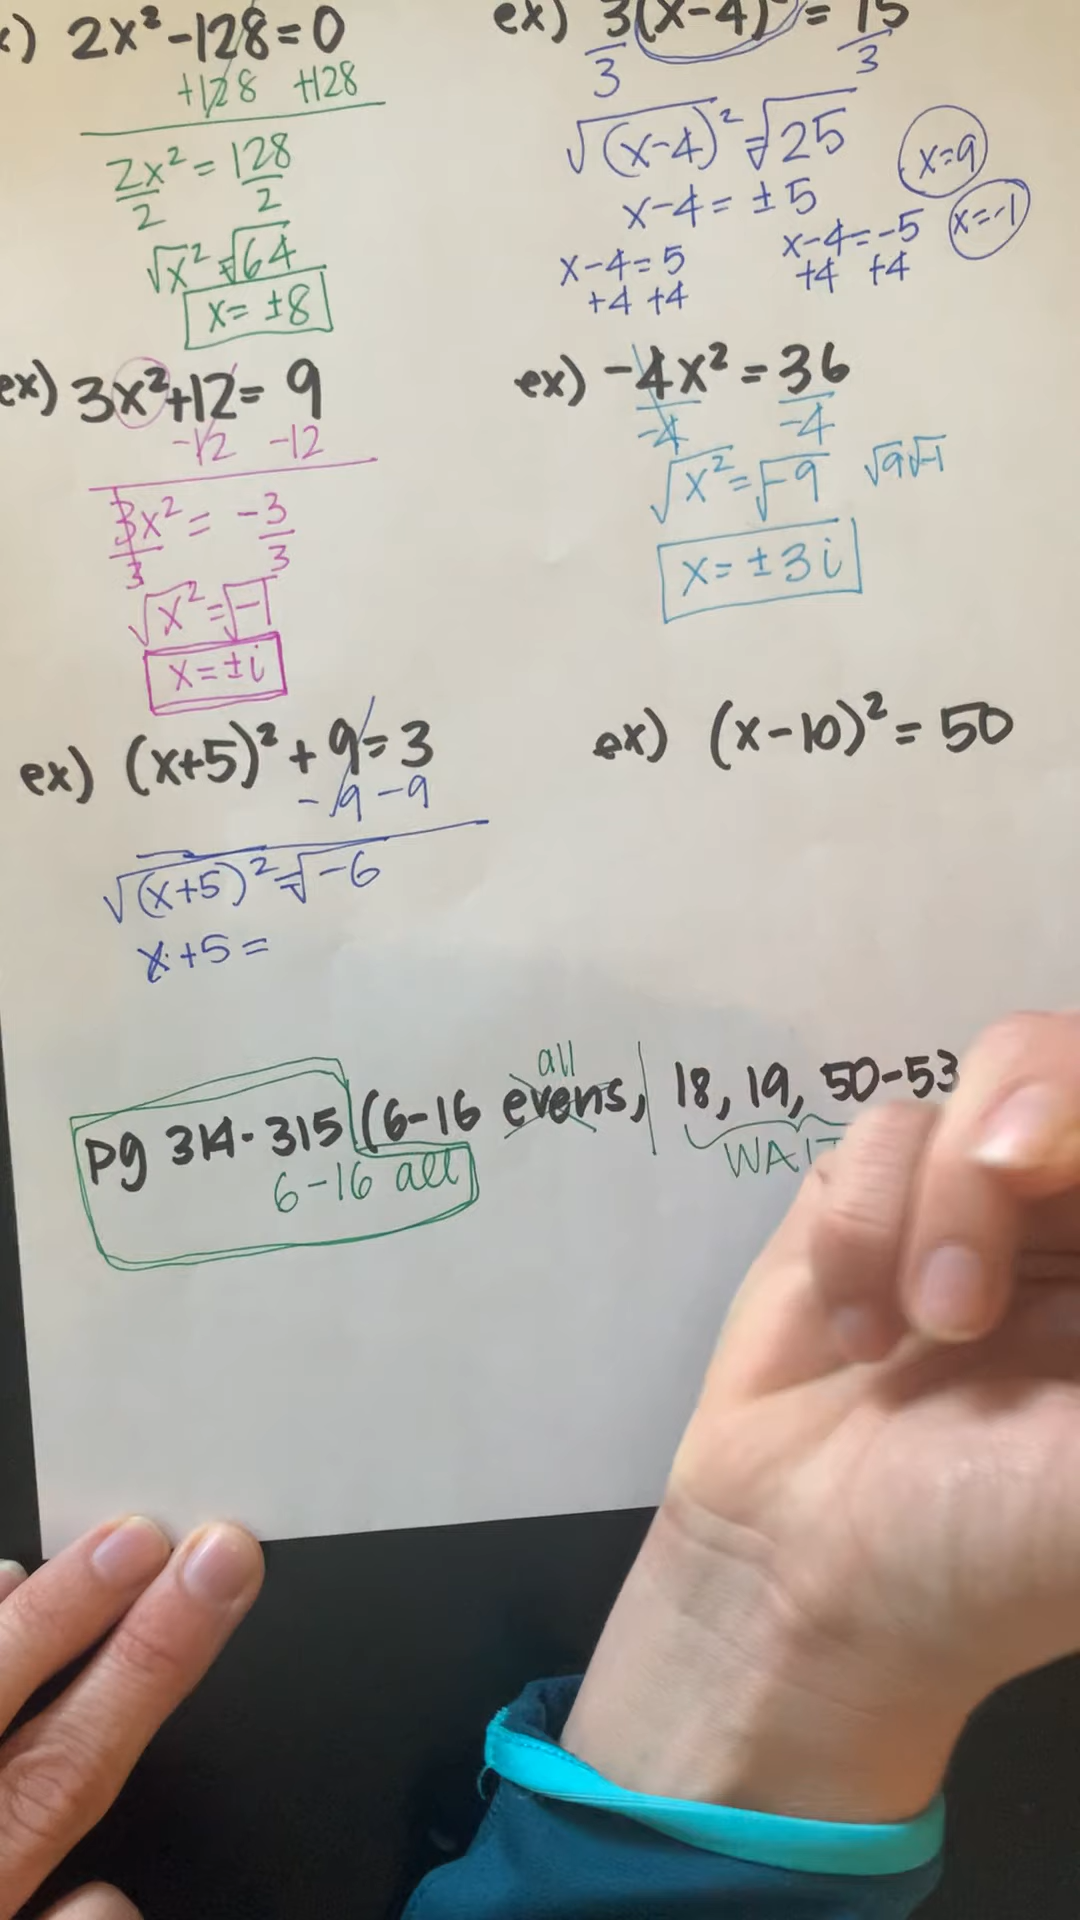 2x²-128=0
+128 +128
2x² = 128
2 2
√x² = √64
x= ±8
ex) 3(x-4) = 15
3 3
√(x-4)² = √25
x-4 = ±5
x-4=5 x-4=-5
+4 +4 +4 +4
x=9
x=-1
ex) 3x²+12= 9
-12 -12
3x² = -3
3 3
√x² = √-1
x=±i
ex) -4x² = 36
-4 -4
√x² = √-9 √9√-1
x= ±3i
ex) (x+5)² + 9=3
-9 -9
√(x+5)² = √-6
x+5=
ex) (x-10)² = 50
all
pg 314-315 (6-16 evens, 18, 19, 50-53
6-16 all
WAIT